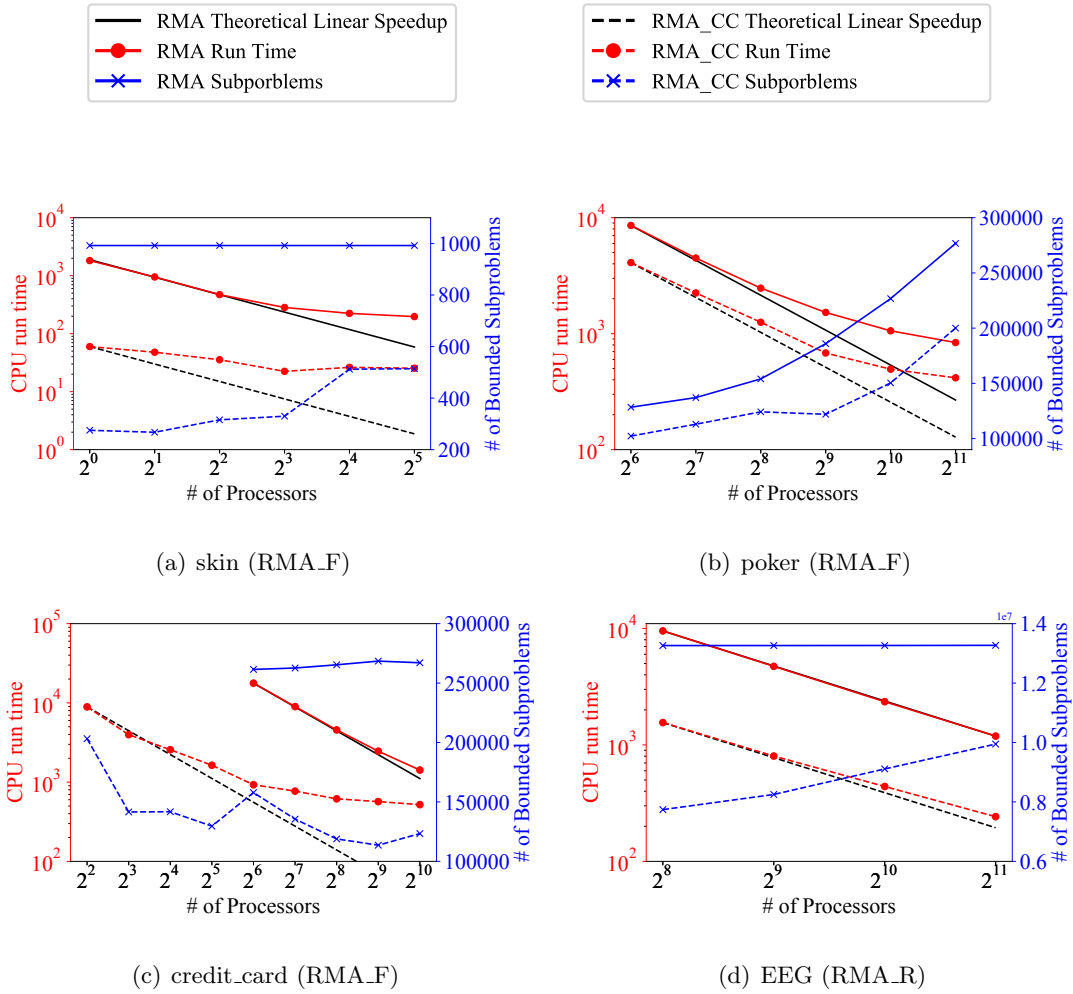 RMA Theoretical Linear Speedup
RMA Run Time
RMA Subporblems
RMA_CC Theoretical Linear Speedup
RMA_CC Run Time
RMA_CC Subproblems
10^4
10^3
10^2
10^1
10^0
CPU run time
1000
800
600
400
200
# of Bounded Subproblems
2^0 2^1 2^2 2^3 2^4 2^5
# of Processors
(a) skin (RMA_F)
10^4
10^3
10^2
CPU run time
300000
250000
200000
150000
100000
# of Bounded Subproblems
2^6 2^7 2^8 2^9 2^10 2^11
# of Processors
(b) poker (RMA_F)
10^5
10^4
10^3
10^2
CPU run time
300000
250000
200000
150000
100000
# of Bounded Subproblems
2^2 2^3 2^4 2^5 2^6 2^7 2^8 2^9 2^10
# of Processors
(c) credit_card (RMA_F)
10^4
10^3
10^2
CPU run time
1e7
1.4
1.2
1.0
0.8
0.6
# of Bounded Subproblems
2^8 2^9 2^10 2^11
# of Processors
(d) EEG (RMA_R)